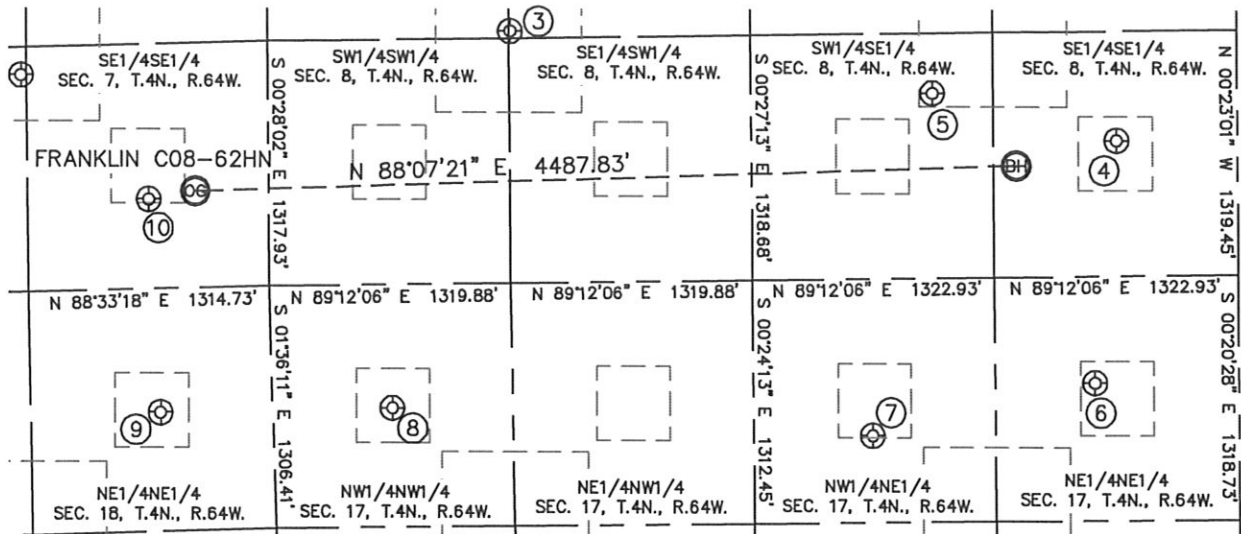 ③
SE1/4SE1/4
SEC. 7, T.4N., R.64W.
SW1/4SW1/4
SEC. 8, T.4N., R.64W.
SE1/4SW1/4
SEC. 8, T.4N., R.64W.
SW1/4SE1/4
SEC. 8, T.4N., R.64W.
SE1/4SE1/4
SEC. 8, T.4N., R.64W.
S 00°28'02" E 1317.93'
S 00°27'13" E 1318.68'
N 00°23'01" W 1319.45'
⑤
④
FRANKLIN C08-62HN
N 88°07'21" E 4487.83'
BH
⑩
N 88°33'18" E 1314.73'
N 89°12'06" E 1319.88'
N 89°12'06" E 1319.88'
N 89°12'06" E 1322.93'
N 89°12'06" E 1322.93'
S 01°36'11" E 1306.41'
S 00°24'13" E 1312.45'
S 00°20'28" E 1318.73'
⑨
⑧
⑦
⑥
NE1/4NE1/4
SEC. 18, T.4N., R.64W.
NW1/4NW1/4
SEC. 17, T.4N., R.64W.
NE1/4NW1/4
SEC. 17, T.4N., R.64W.
NW1/4NE1/4
SEC. 17, T.4N., R.64W.
NE1/4NE1/4
SEC. 17, T.4N., R.64W.